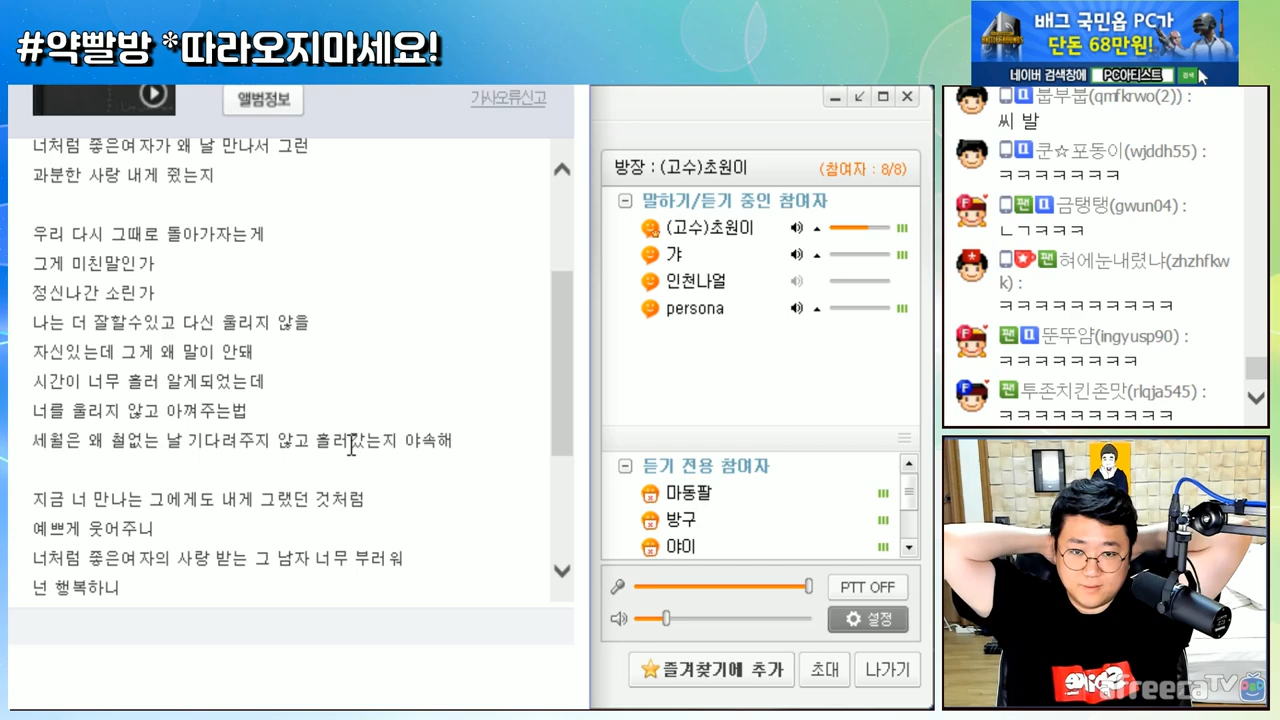 #약빨방 *따라오지마세요!
배그 국민읍 PC가
단돈 68만원!
네이버 검색창에 PC아티스트 검색
앨범정보
가사오류신고
너처럼 좋은여자가 왜 날 만나서 그런
과분한 사랑 내게 줬는지
우리 다시 그때로 돌아가자는게
그게 미친말인가
정신나간 소린가
나는 더 잘할수있고 다신 울리지 않을
자신있는데 그게 왜 말이 안돼
시간이 너무 흘러 알게되었는데
너를 울리지 않고 아껴주는법
세월은 왜 철없는 날 기다려주지 않고 흘러갔는지 야속해
지금 너 만나는 그에게도 내게 그랬던 것처럼
예쁘게 웃어주니
너처럼 좋은여자의 사랑 받는 그 남자 너무 부러워
넌 행복하니
방장 : (고수)초원이
(참여자 : 8/8)
말하기/듣기 중인 참여자
(고수)초원이
갸
인천나얼
persona
듣기 전용 참여자
마동팔
방구
야이
PTT OFF
설정
즐겨찾기에 추가
초대
나가기
붑부붑(qmfkrwo(2)) :
씨 발
쿤☆포동이(wjddh55) :
ㅋㅋㅋㅋㅋㅋㅋ
팬 금탱탱(gwun04) :
ㄴㄱㅋㅋㅋ
팬 혀에눈내렸냐(zhzhfkw
k) :
ㅋㅋㅋㅋㅋㅋㅋㅋㅋㅋ
팬 뚠뚜얌(ingyusp90) :
ㅋㅋㅋㅋㅋㅋㅋㅋ
팬 투존치킨존맛(rlqja545) :
ㅋㅋㅋㅋㅋㅋㅋㅋㅋㅋ
afreecaTV